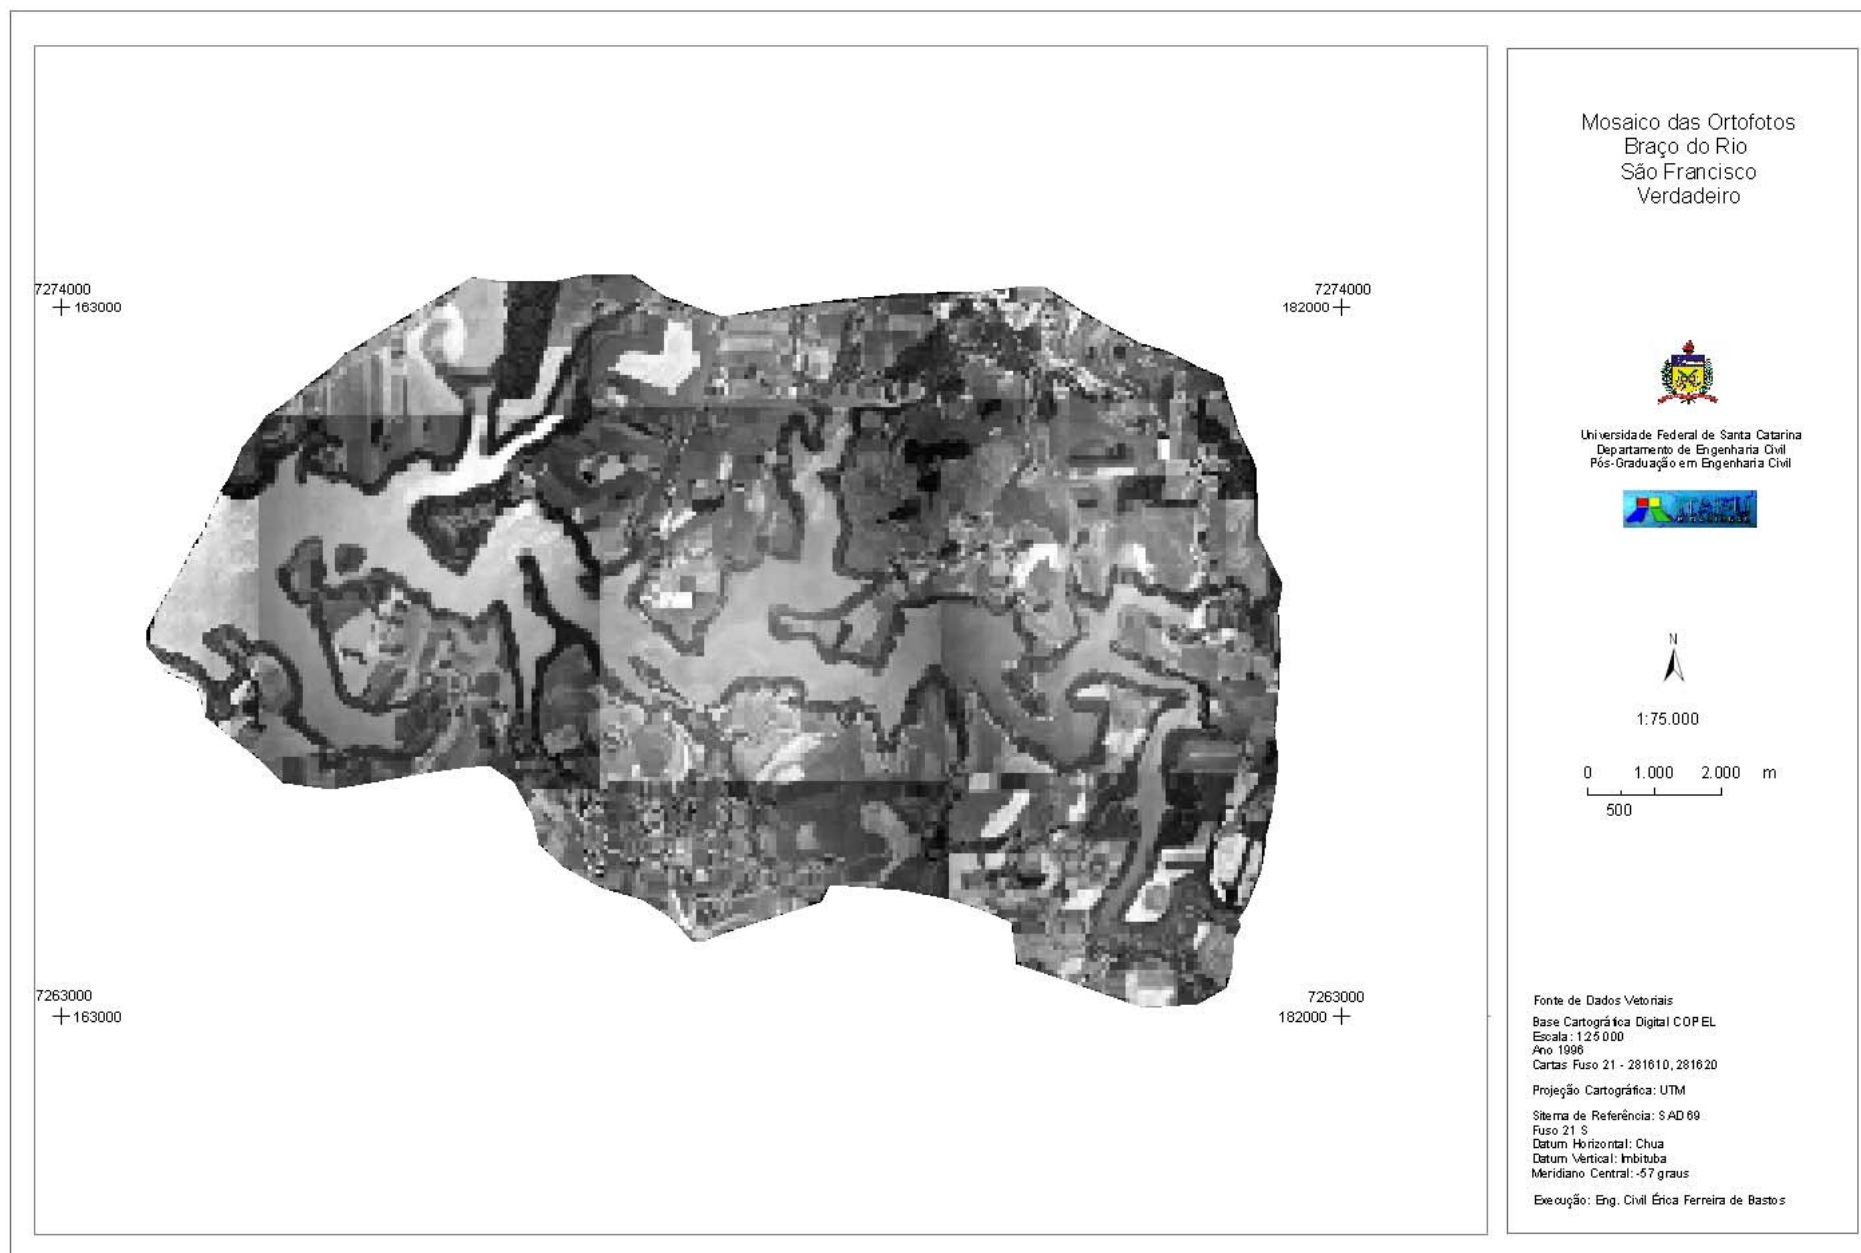 Mosaico das Ortofotos
Braço do Rio
São Francisco
Verdadeiro
7274000
163000
7274000
182000
Universidade Federal de Santa Catarina
Departamento de Engenharia Civil
Pós-Graduação em Engenharia Civil
N
1:75.000
0 1.000 2.000 m
500
7263000
163000
7263000
182000
Fonte de Dados Vetoriais
Base Cartográfica Digital COPEL
Escala: 125 000
Ano 1996
Cartas Fuso 21 - 281610, 281620
Projeção Cartográfica: UTM
Sitema de Referência: SAD 69
Fuso 21 S
Datum Horizontal: Chua
Datum Vertical: Imbituba
Meridiano Central: -57 graus
Execução: Eng. Civil Érica Ferreira de Bastos